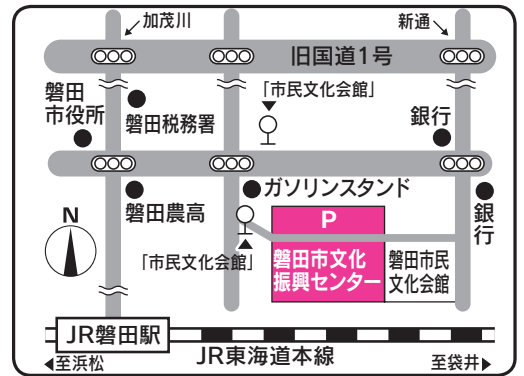 加茂川
新通
旧国道1号
磐田
市役所
「市民文化会館」
磐田税務署
銀行
ガソリンスタンド
磐田農高
銀行
N
P
「市民文化会館」
磐田市文化
振興センター
磐田市民
文化会館
JR磐田駅
JR東海道本線
◀至浜松
至袋井▶